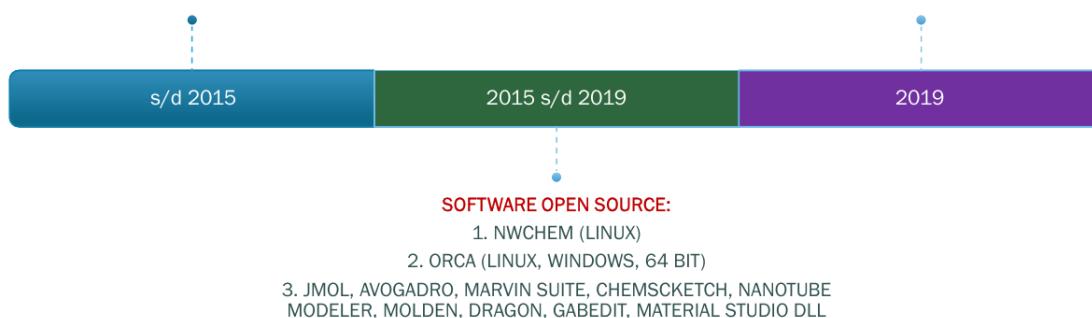 s/d 2015
2015 s/d 2019
2019
SOFTWARE OPEN SOURCE:
1. NWCHEM (LINUX)
2. ORCA (LINUX, WINDOWS, 64 BIT)
3. JMOL, AVOGADRO, MARVIN SUITE, CHEMSCKETCH, NANOTUBE
MODELER, MOLDEN, DRAGON, GABEDIT, MATERIAL STUDIO DLL